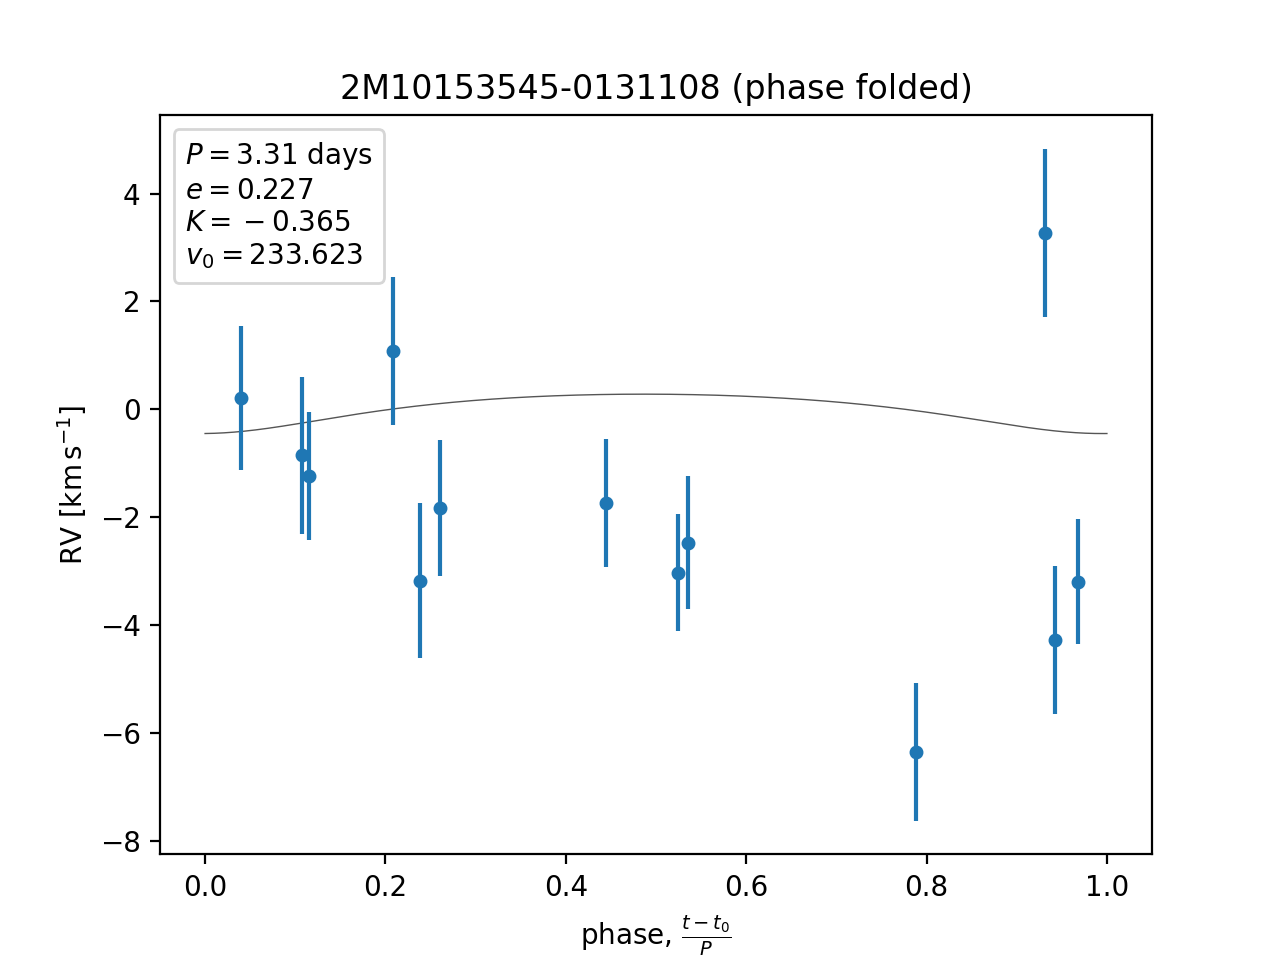 2M10153545-0131108 (phase folded)
P = 3.31 days
e = 0.227
K = −0.365
v₀ = 233.623
4
2
0
−2
−4
−6
−8
RV [km s⁻¹]
0.0 0.2 0.4 0.6 0.8 1.0
phase, (t − t₀)/P